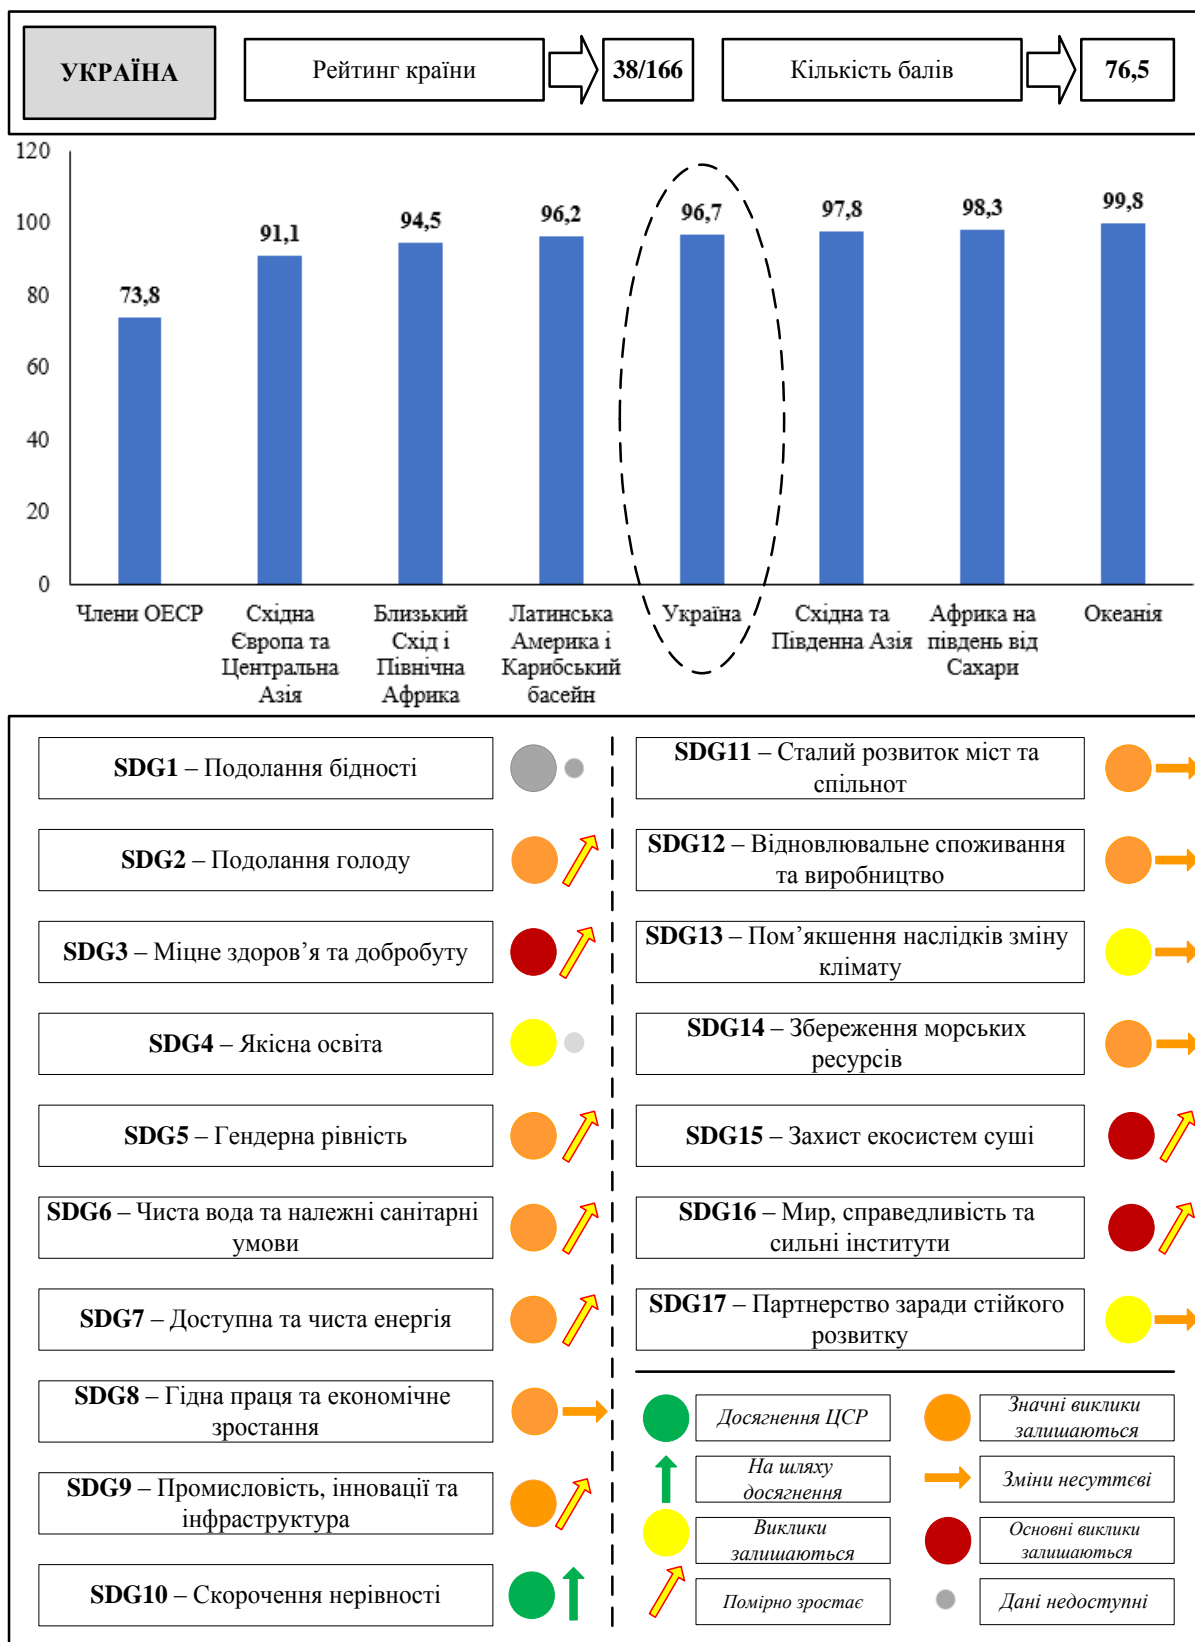 УКРАЇНА
Рейтинг країни
38/166
Кількість балів
76,5
120
100
80
60
40
20
0
73,8
91,1
94,5
96,2
96,7
97,8
98,3
99,8
Члени ОЕСР
Східна
Європа та
Центральна
Азія
Близький
Схід і
Північна
Африка
Латинська
Америка і
Карибський
басейн
Україна
Східна та
Південна Азія
Африка на
південь від
Сахари
Океанія
SDG1 – Подолання бідності
SDG2 – Подолання голоду
SDG3 – Міцне здоров’я та добробуту
SDG4 – Якісна освіта
SDG5 – Гендерна рівність
SDG6 – Чиста вода та належні санітарні
умови
SDG7 – Доступна та чиста енергія
SDG8 – Гідна праця та економічне
зростання
SDG9 – Промисловість, інновації та
інфраструктура
SDG10 – Скорочення нерівності
SDG11 – Сталий розвиток міст та
спільнот
SDG12 – Відновлювальне споживання
та виробництво
SDG13 – Пом’якшення наслідків зміну
клімату
SDG14 – Збереження морських
ресурсів
SDG15 – Захист екосистем суші
SDG16 – Мир, справедливість та
сильні інститути
SDG17 – Партнерство заради стійкого
розвитку
Досягнення ЦСР
Значні виклики
залишаються
На шляху
досягнення
Зміни несуттєві
Виклики
залишаються
Основні виклики
залишаються
Помірно зростає
Дані недоступні